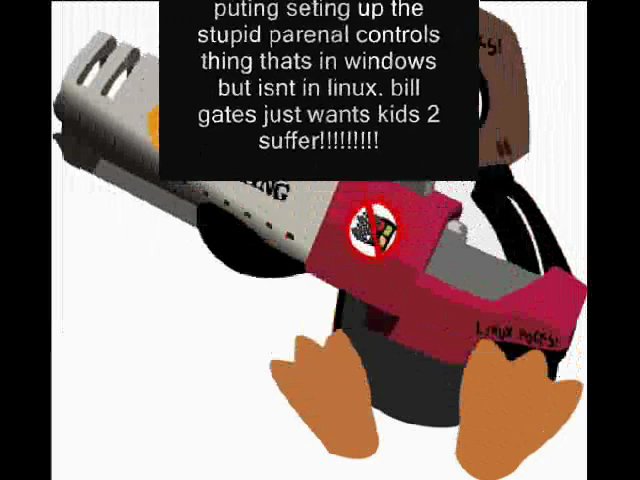 puting seting up the
stupid parenal controls
thing thats in windows
but isnt in linux. bill
gates just wants kids 2
suffer!!!!!!!!!
LINUX ROCKS!